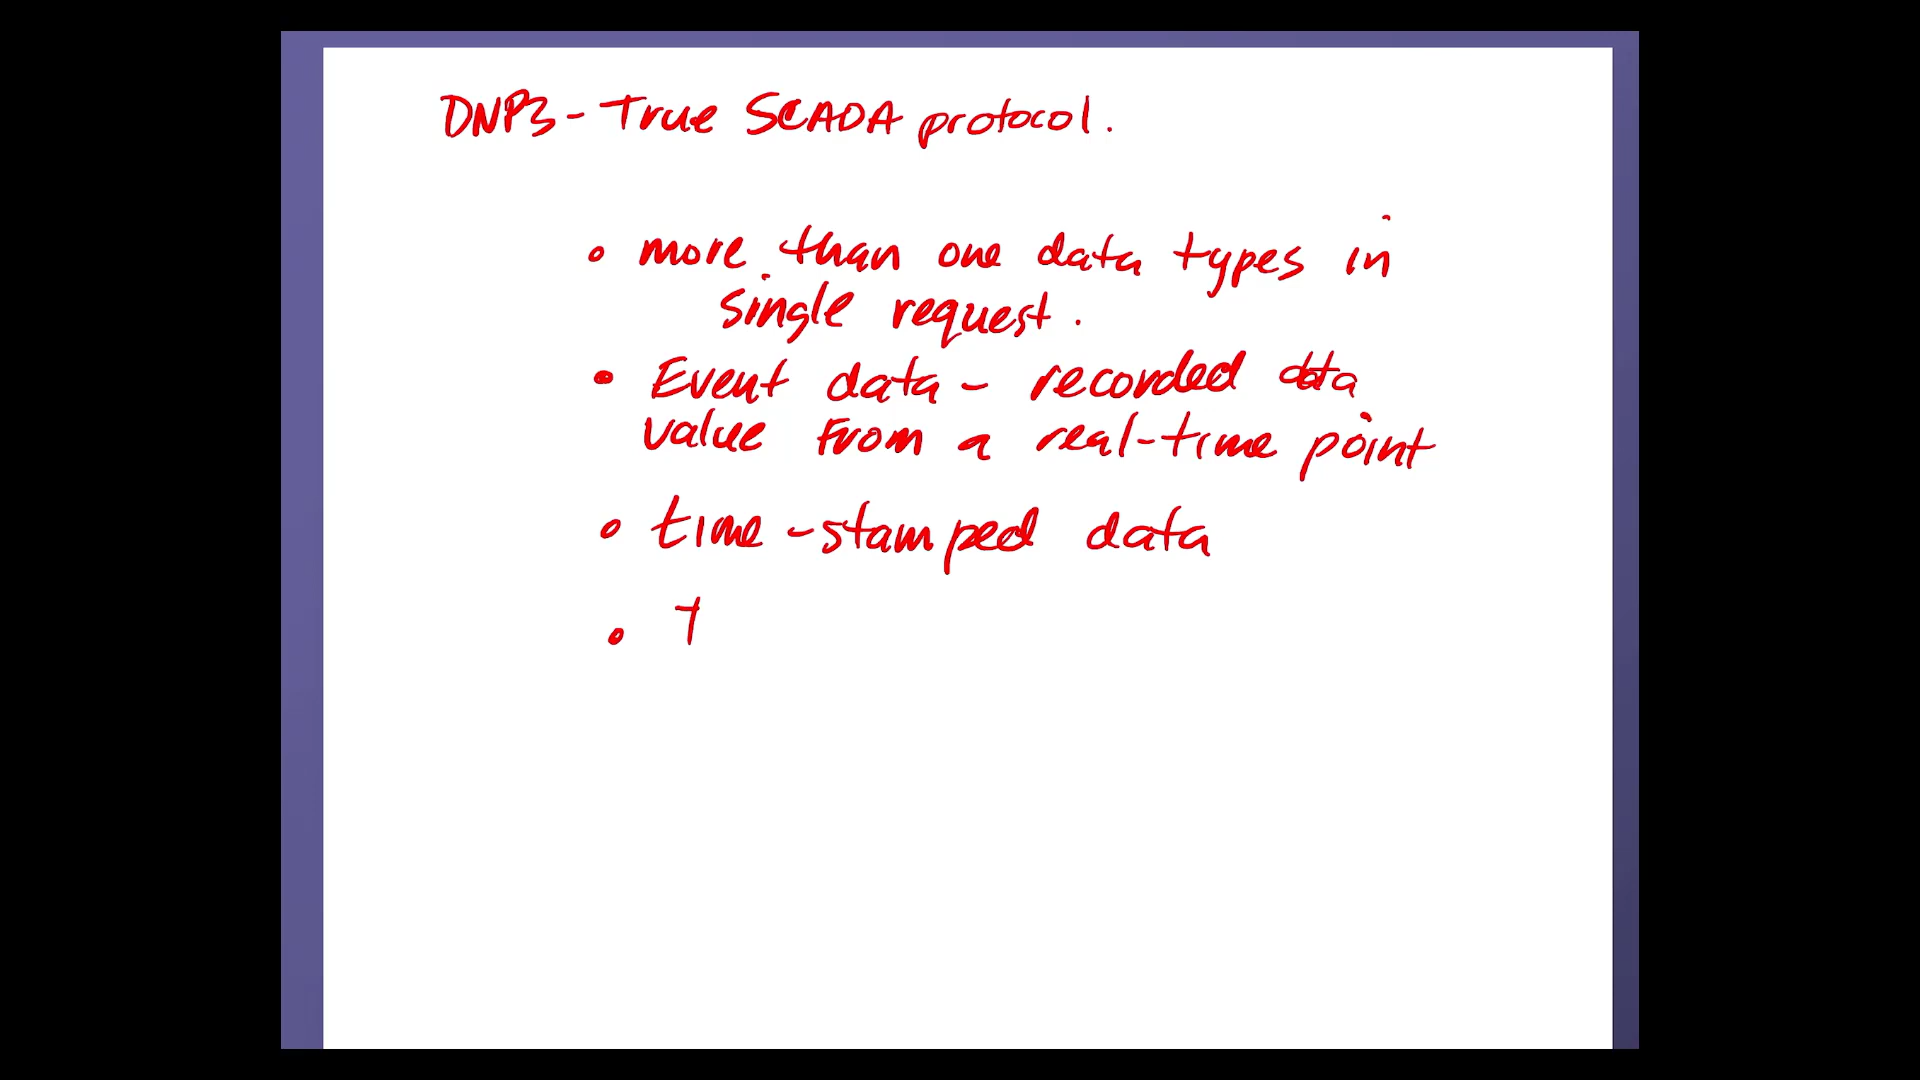 DNP3 - True SCADA protocol.
• more than one data types in
single request.
• Event data - recorded data
value from a real-time point
• time-stamped data
• t